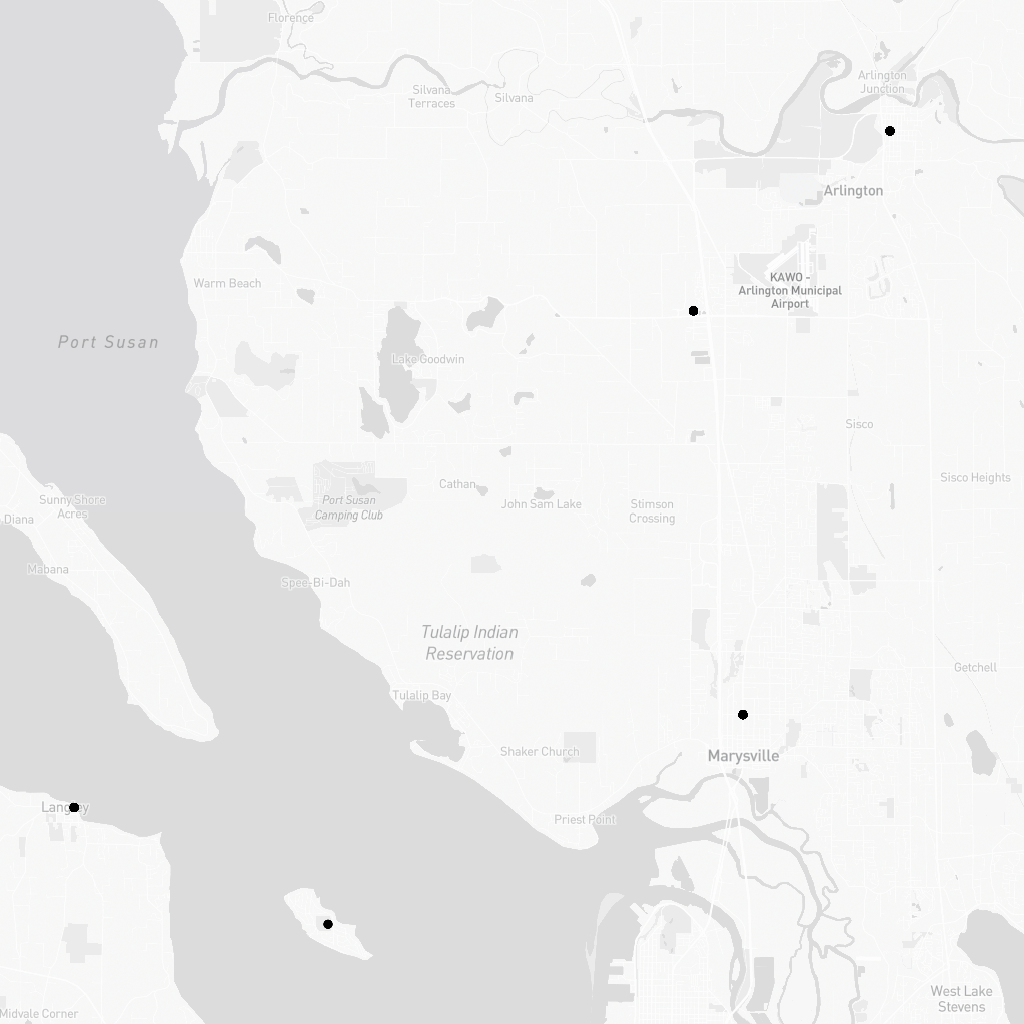 Florence
Silvana
Terraces
Silvana
Arlington
Junction
Arlington
Warm Beach
KAWO -
Arlington Municipal
Airport
Port Susan
Lake Goodwin
Sisco
Sunny Shore
Acres
Diana
Cathan
Port Susan
Camping Club
John Sam Lake
Stimson
Crossing
Sisco Heights
Mabana
Spee-Bi-Dah
Tulalip Indian
Reservation
Getchell
Tulalip Bay
Shaker Church
Marysville
Langley
Priest Point
West Lake
Stevens
Midvale Corner